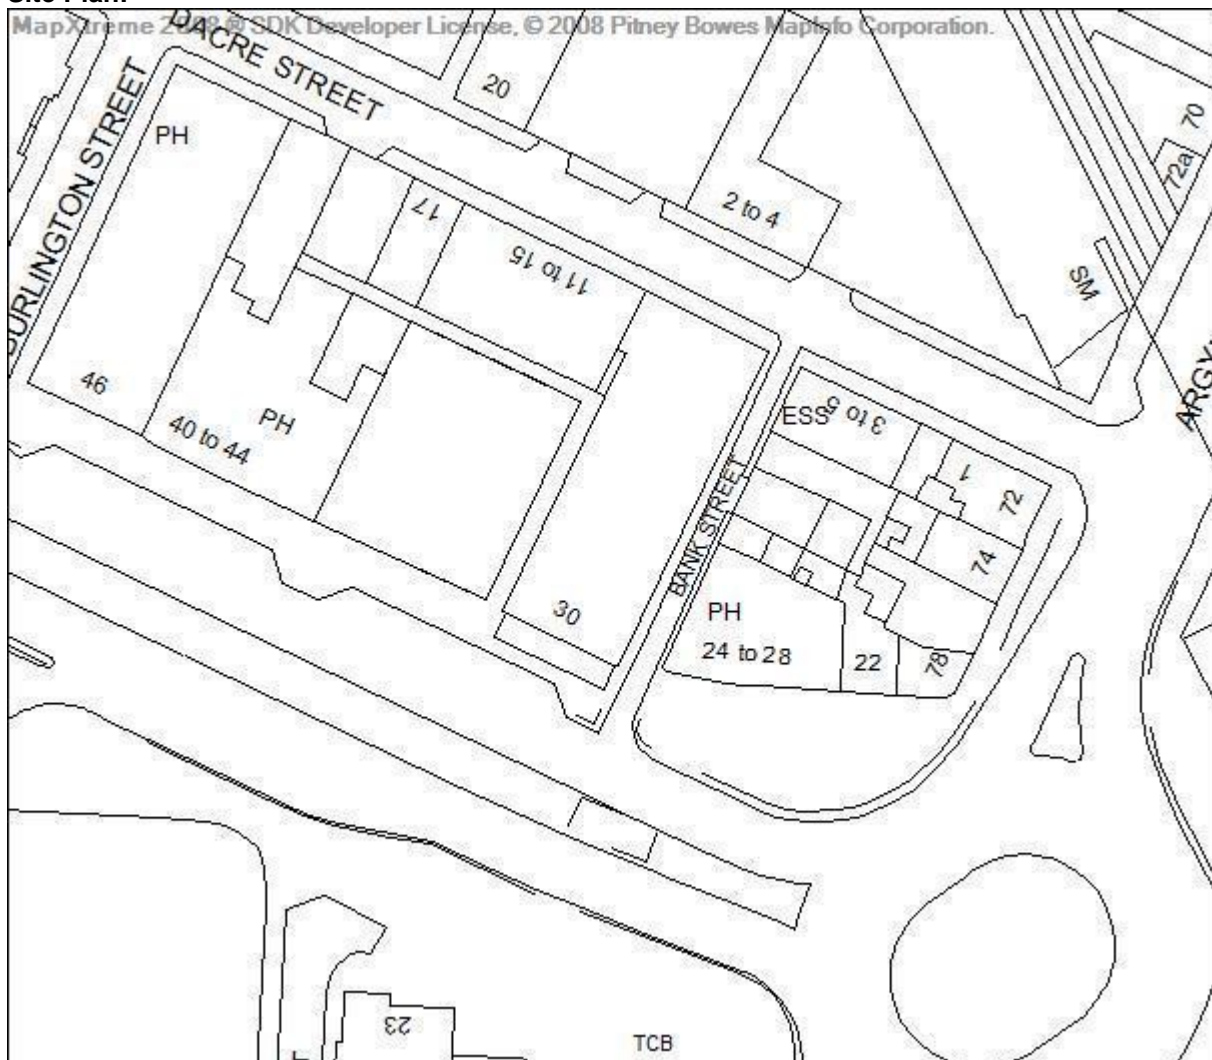 MapXtreme 2008 ® SDK Developer License, © 2008 Pitney Bowes MapInfo Corporation.
DACRE STREET
BURLINGTON STREET
PH
20
70
72a
17
2 to 4
11 to 15
SM
46
PH
40 to 44
ESS
3 to 5
1
72
74
BANK STREET
30
PH
24 to 28
22
78
23
TCB